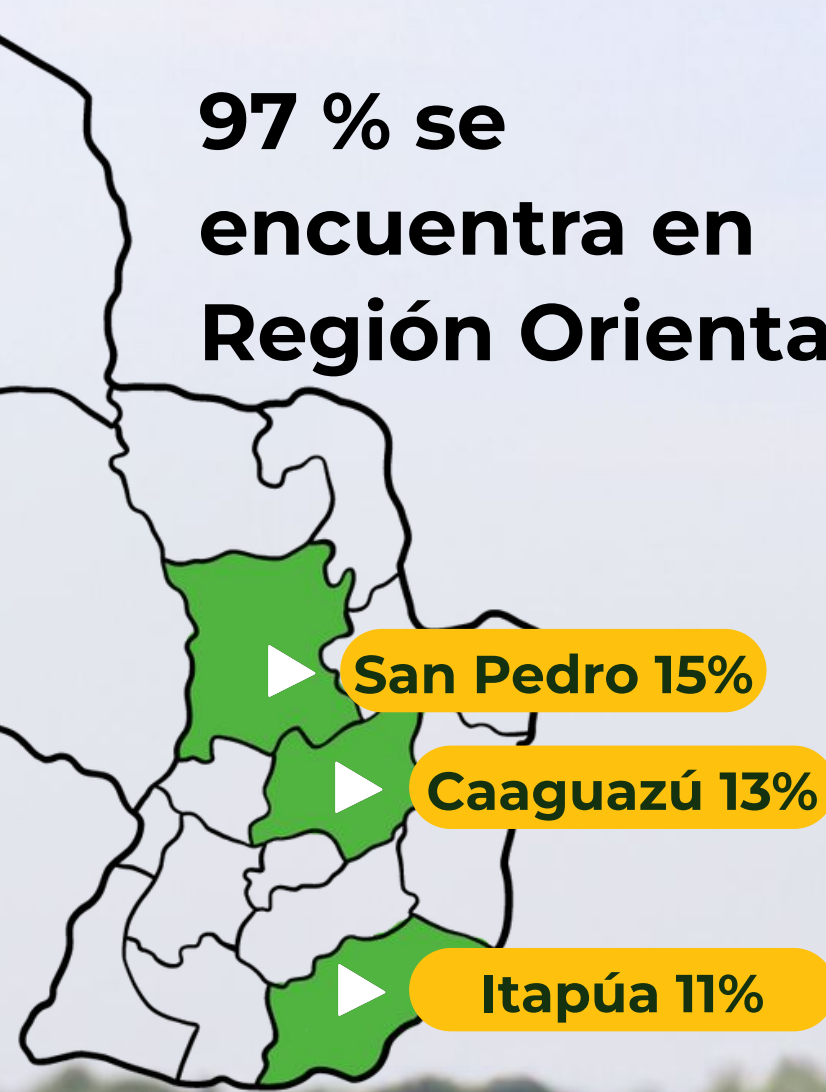 97 % se
encuentra en
Región Orienta
San Pedro 15%
Caaguazú 13%
Itapúa 11%